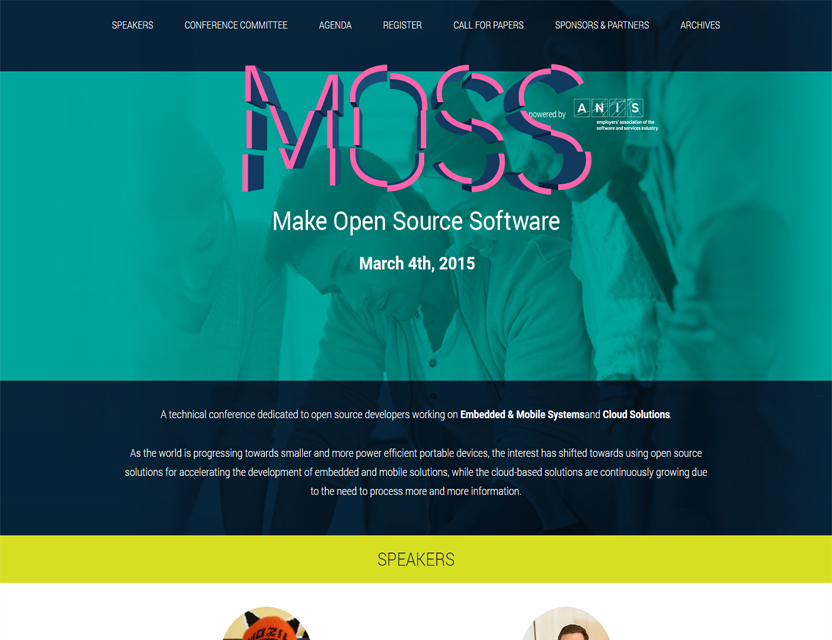 SPEAKERS CONFERENCE COMMITTEE AGENDA REGISTER CALL FOR PAPERS SPONSORS & PARTNERS ARCHIVES
MOSS
powered by ANIS
employers' association of the
software and services industry
Make Open Source Software
March 4th, 2015
A technical conference dedicated to open source developers working on Embedded & Mobile Systemsand Cloud Solutions.
As the world is progressing towards smaller and more power efficient portable devices, the interest has shifted towards using open source
solutions for accelerating the development of embedded and mobile solutions, while the cloud-based solutions are continuously growing due
to the need to process more and more information.
SPEAKERS